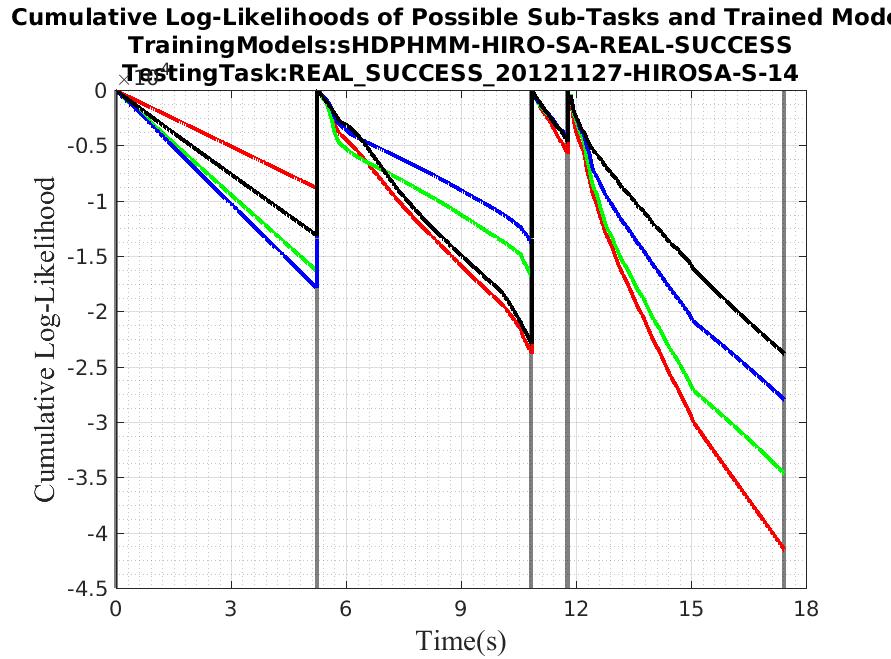 Cumulative Log-Likelihoods of Possible Sub-Tasks and Trained Mode
TrainingModels:sHDPHMM-HIRO-SA-REAL-SUCCESS
TestingTask:REAL_SUCCESS_20121127-HIROSA-S-14
×10⁴
0
-0.5
-1
-1.5
-2
-2.5
-3
-3.5
-4
-4.5
Cumulative Log-Likelihood
0 3 6 9 12 15 18
Time(s)